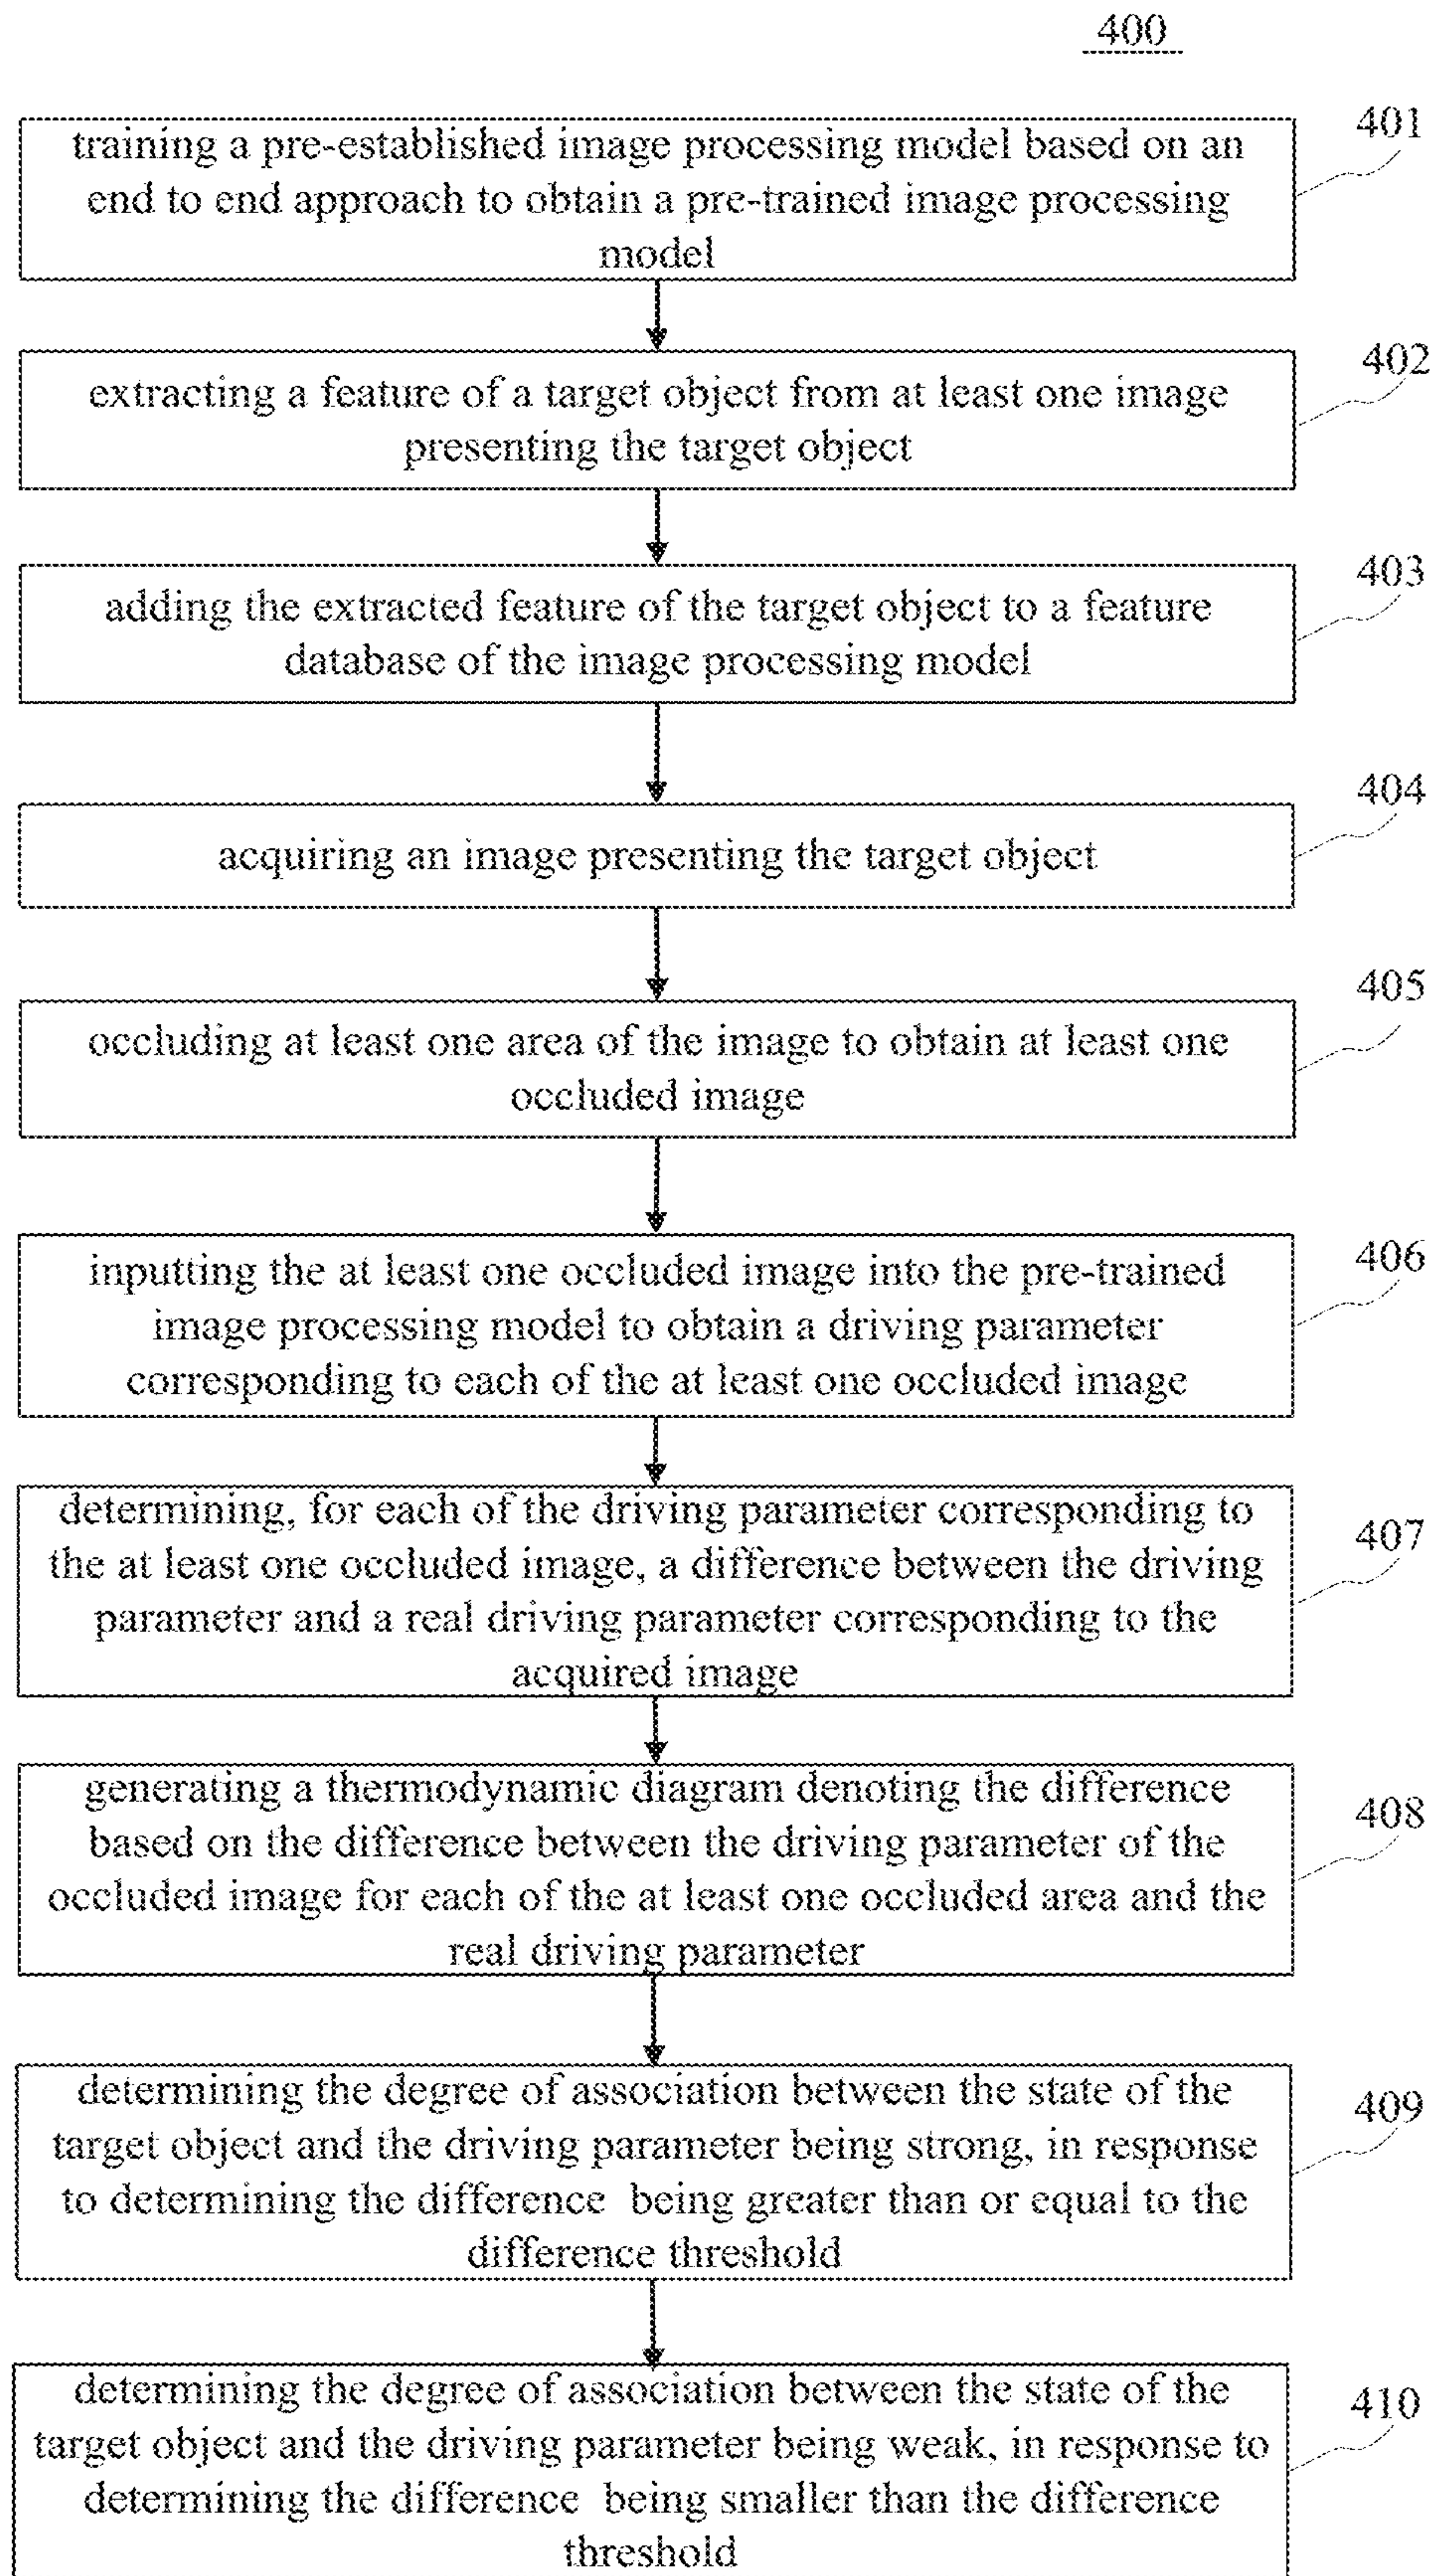 400
401
training a pre-established image processing model based on an
end to end approach to obtain a pre-trained image processing
model
402
extracting a feature of a target object from at least one image
presenting the target object
403
adding the extracted feature of the target object to a feature
database of the image processing model
404
acquiring an image presenting the target object
405
occluding at least one area of the image to obtain at least one
occluded image
406
inputting the at least one occluded image into the pre-trained
image processing model to obtain a driving parameter
corresponding to each of the at least one occluded image
407
determining, for each of the driving parameter corresponding to
the at least one occluded image, a difference between the driving
parameter and a real driving parameter corresponding to the
acquired image
408
generating a thermodynamic diagram denoting the difference
based on the difference between the driving parameter of the
occluded image for each of the at least one occluded area and the
real driving parameter
409
determining the degree of association between the state of the
target object and the driving parameter being strong, in response
to determining the difference being greater than or equal to the
difference threshold
410
determining the degree of association between the state of the
target object and the driving parameter being weak, in response to
determining the difference being smaller than the difference
threshold